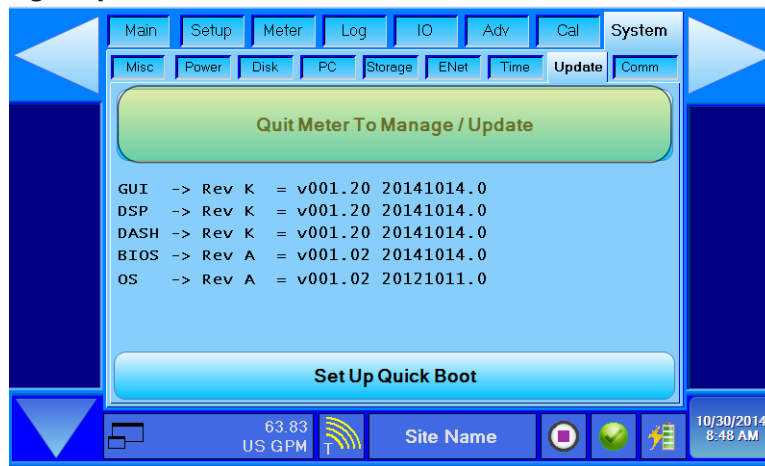 Main Setup Meter Log IO Adv Cal System
Misc Power Disk PC Storage ENet Time Update Comm
Quit Meter To Manage / Update
GUI -> Rev K = v001.20 20141014.0
DSP -> Rev K = v001.20 20141014.0
DASH -> Rev K = v001.20 20141014.0
BIOS -> Rev A = v001.02 20141014.0
OS -> Rev A = v001.02 20121011.0
Set Up Quick Boot
63.83
US GPM
T
Site Name
10/30/2014
8:48 AM